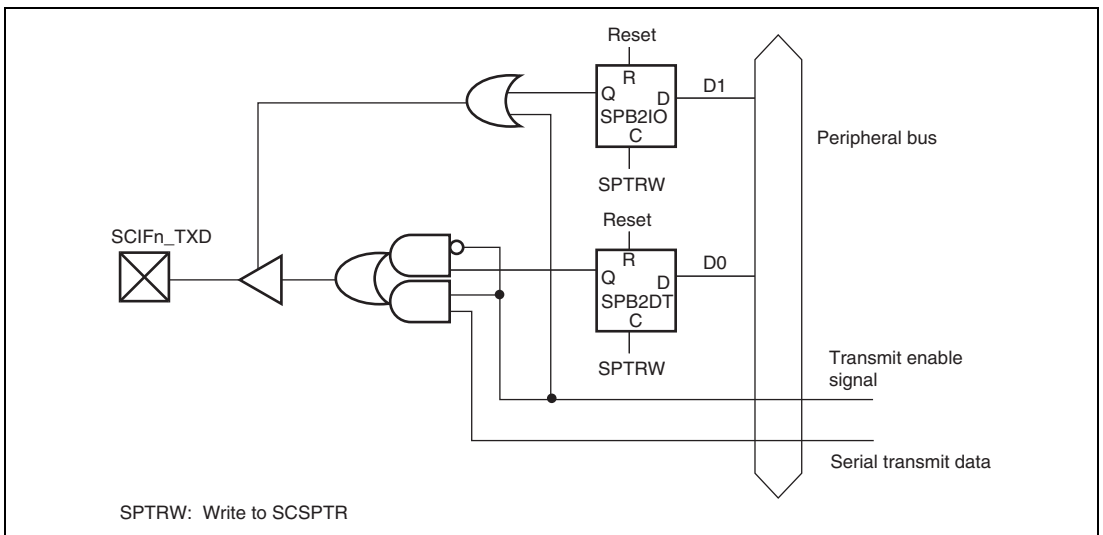 Reset
R
D1
Q
D
SPB2IO
C
Peripheral bus
SPTRW
Reset
SCIFn_TXD
R
D0
Q
D
SPB2DT
C
SPTRW
Transmit enable
signal
Serial transmit data
SPTRW: Write to SCSPTR